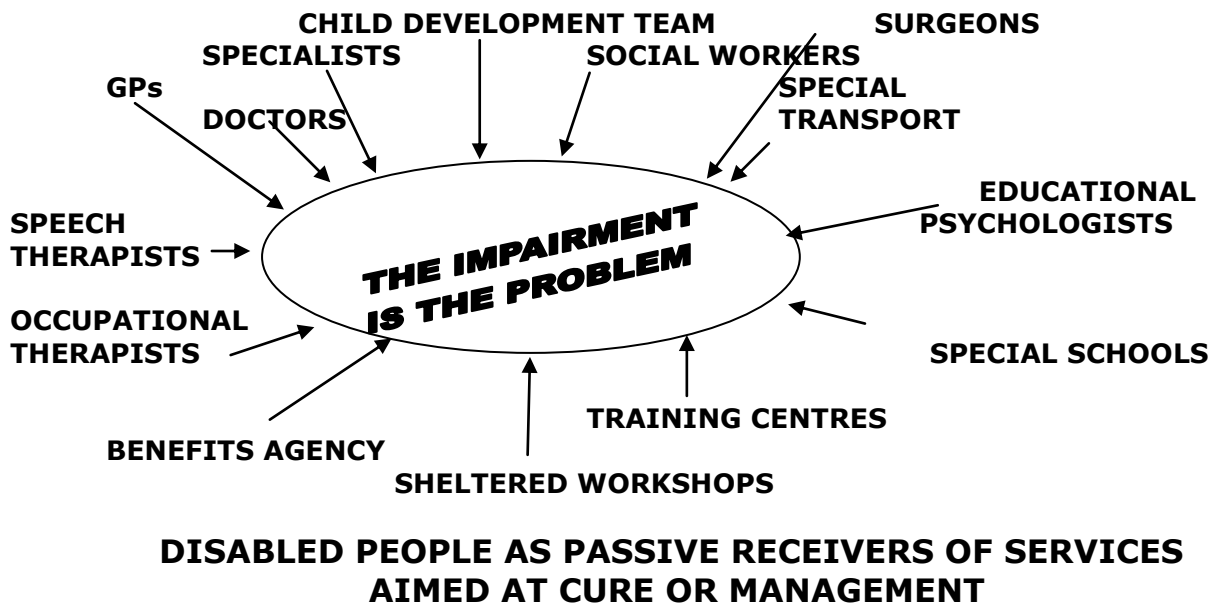 CHILD DEVELOPMENT TEAM
SURGEONS
SPECIALISTS
SOCIAL WORKERS
GPs
SPECIAL
TRANSPORT
DOCTORS
EDUCATIONAL
PSYCHOLOGISTS
SPEECH
THERAPISTS
THE IMPAIRMENT
IS THE PROBLEM
OCCUPATIONAL
THERAPISTS
SPECIAL SCHOOLS
TRAINING CENTRES
BENEFITS AGENCY
SHELTERED WORKSHOPS
DISABLED PEOPLE AS PASSIVE RECEIVERS OF SERVICES
AIMED AT CURE OR MANAGEMENT